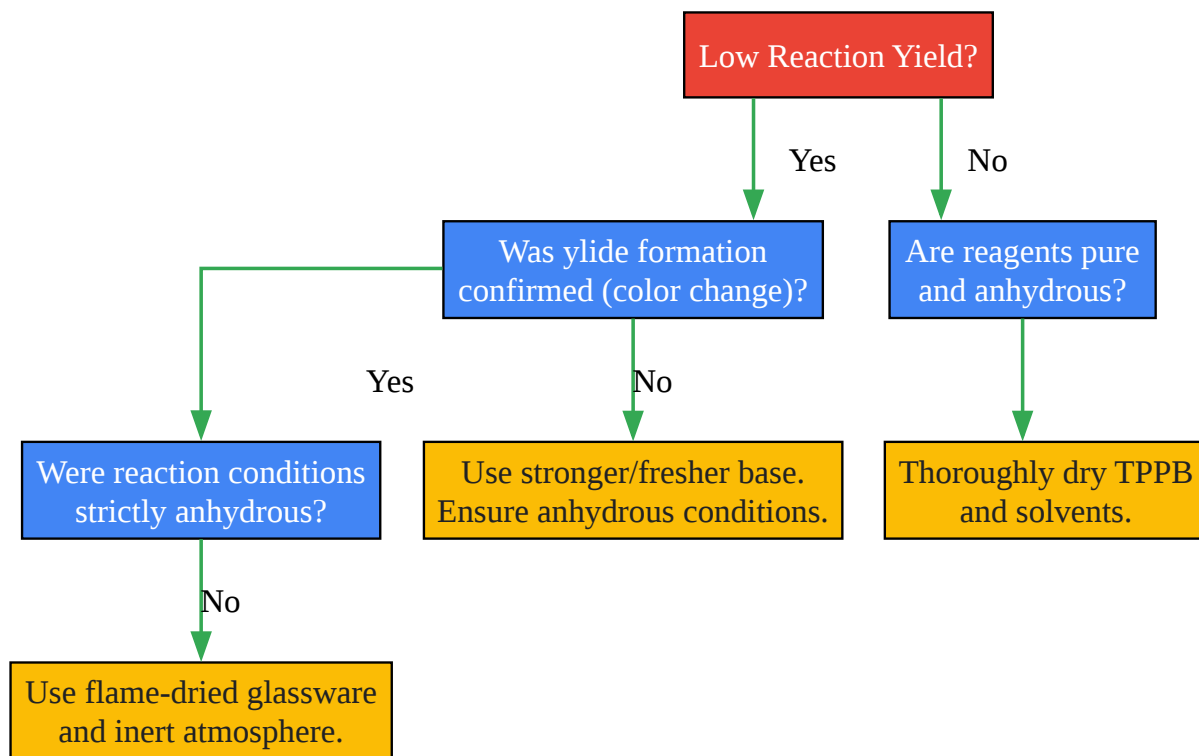 Low Reaction Yield?
Yes
No
Was ylide formation
confirmed (color change)?
Are reagents pure
and anhydrous?
Yes
No
Were reaction conditions
strictly anhydrous?
Use stronger/fresher base.
Ensure anhydrous conditions.
Thoroughly dry TPPB
and solvents.
No
Use flame-dried glassware
and inert atmosphere.